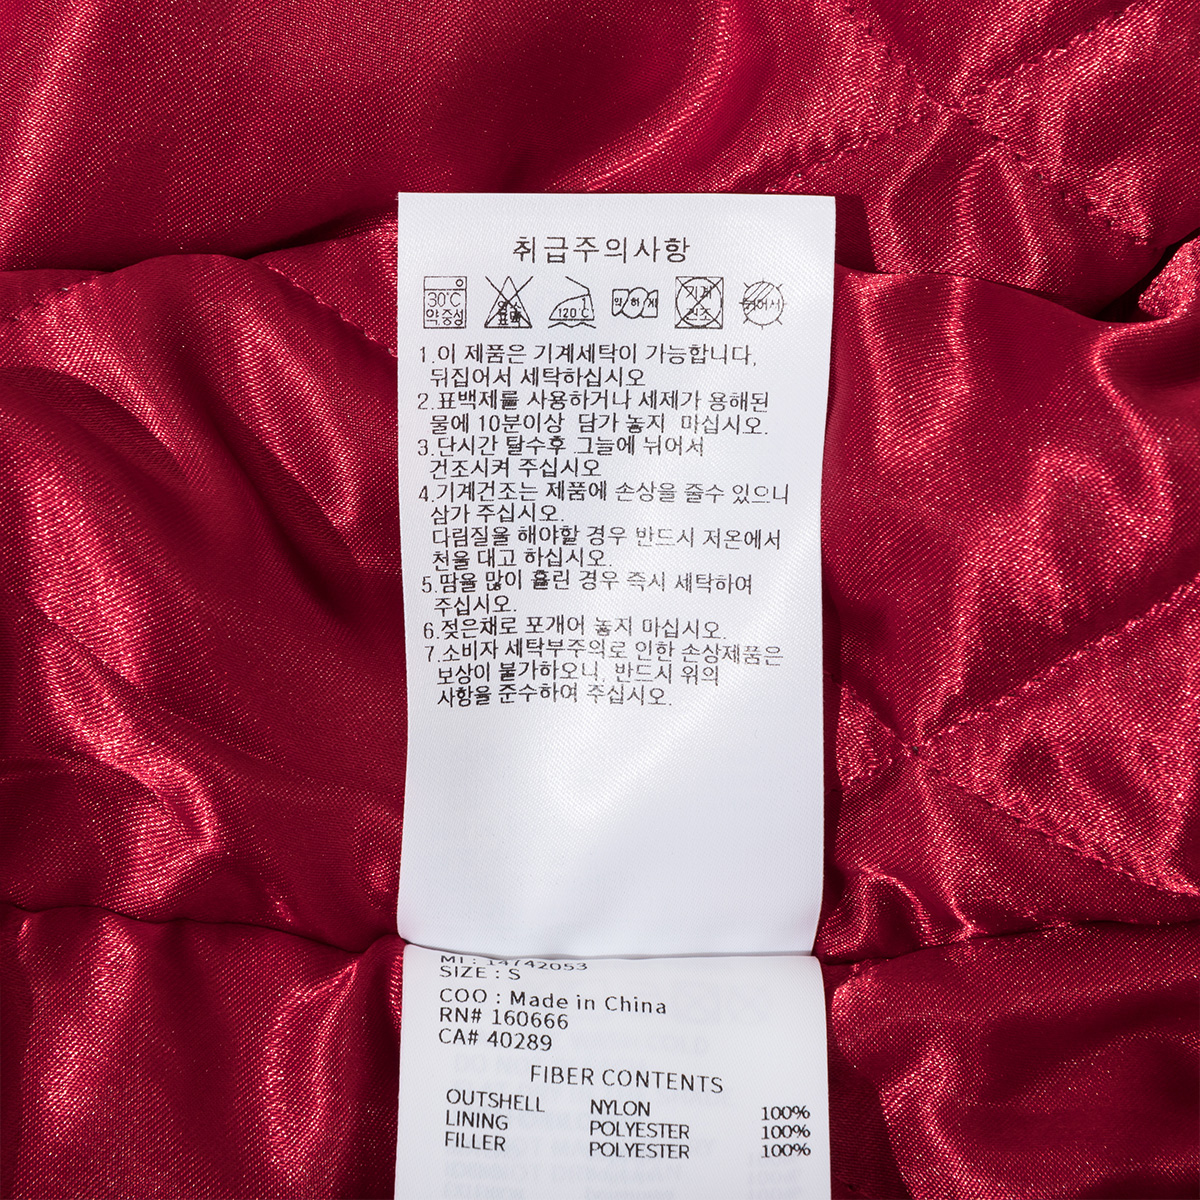 취급주의사항
30℃
약.중성
염소
표백
120℃
약하게
기계
건조
뉘어서
1.이 제품은 기계세탁이 가능합니다,
뒤집어서 세탁하십시오
2.표백제를 사용하거나 세제가 용해된
물에 10분이상 담가 놓지 마십시오.
3.단시간 탈수후 그늘에 뉘어서
건조시켜 주십시오
4.기계건조는 제품에 손상을 줄수 있으니
삼가 주십시오.
다림질을 해야할 경우 반드시 저온에서
천을 대고 하십시오.
5.땀을 많이 흘린 경우 즉시 세탁하여
주십시오.
6.젖은채로 포개어 놓지 마십시오.
7.소비자 세탁부주의로 인한 손상제품은
보상이 불가하오니, 반드시 위의
사항을 준수하여 주십시오.
14742053
SIZE : S
COO : Made in China
RN# 160666
CA# 40289
FIBER CONTENTS
OUTSHELL NYLON 100%
LINING POLYESTER 100%
FILLER POLYESTER 100%